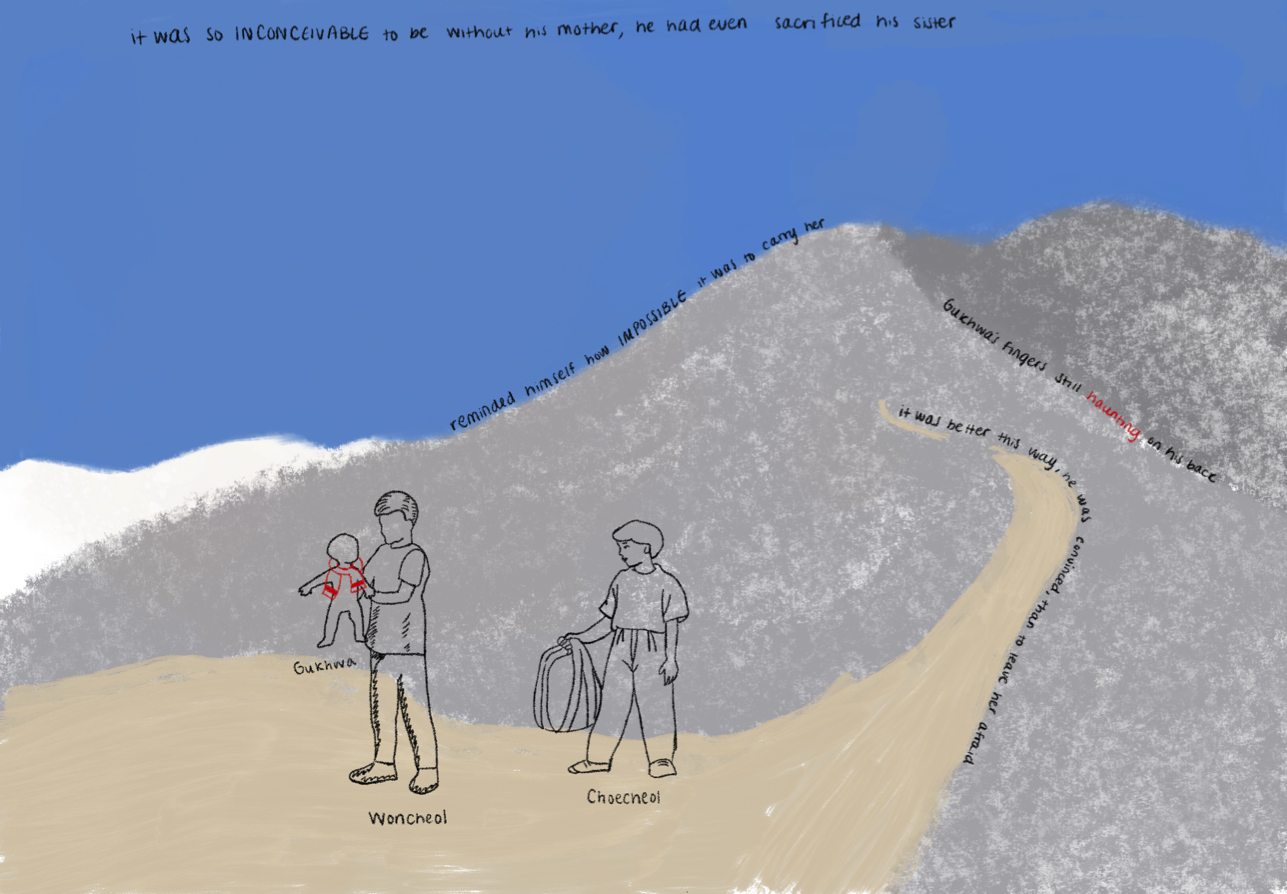 it was so INCONCEIVABLE to be without his mother, he had even sacrificed his sister
reminded himself how IMPOSSIBLE it was to carry her
Gukhwa's fingers still haunting on his back
it was better this way, he was convinced, than to leave her afraid
Gukhwa
Woncheol
Choecheol